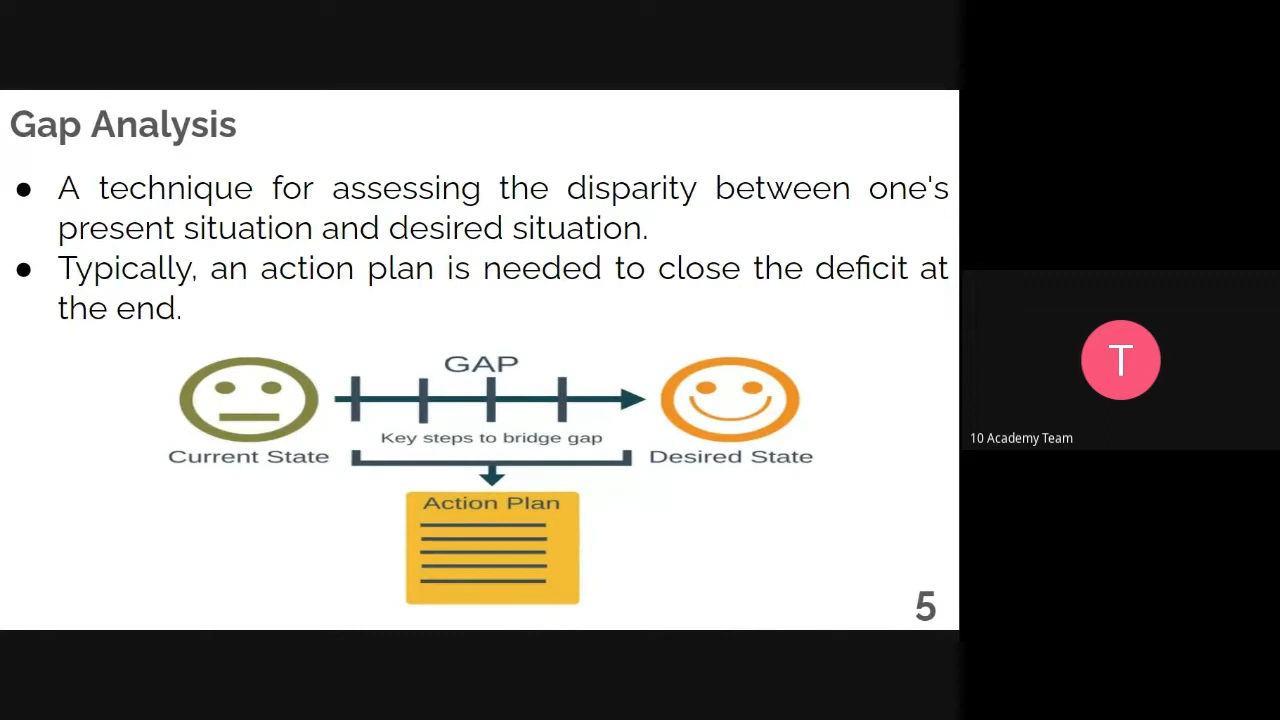 Gap Analysis
● A technique for assessing the disparity between one's
present situation and desired situation.
● Typically, an action plan is needed to close the deficit at
the end.
GAP
Key steps to bridge gap
Current State
Desired State
Action Plan
5
T
10 Academy Team